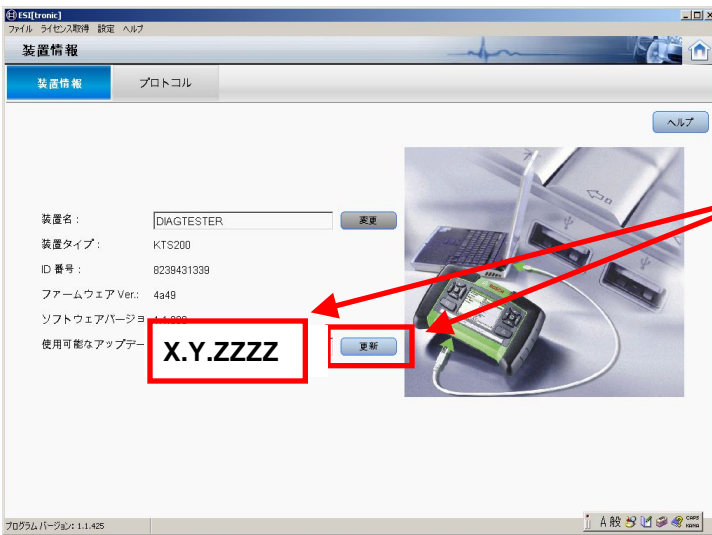 ESI[tronic]
ファイル ライセンス取得 設定 ヘルプ
装置情報
装置情報 プロトコル
ヘルプ
装置名： DIAGTESTER 変更
装置タイプ： KTS200
ID 番号： 8239431339
ファームウェア Ver.: 4a49
ソフトウェアバージョ
使用可能なアップデー X.Y.ZZZZ 更新
プログラムバージョン: 1.1.425
A 般 CAPS
KANA